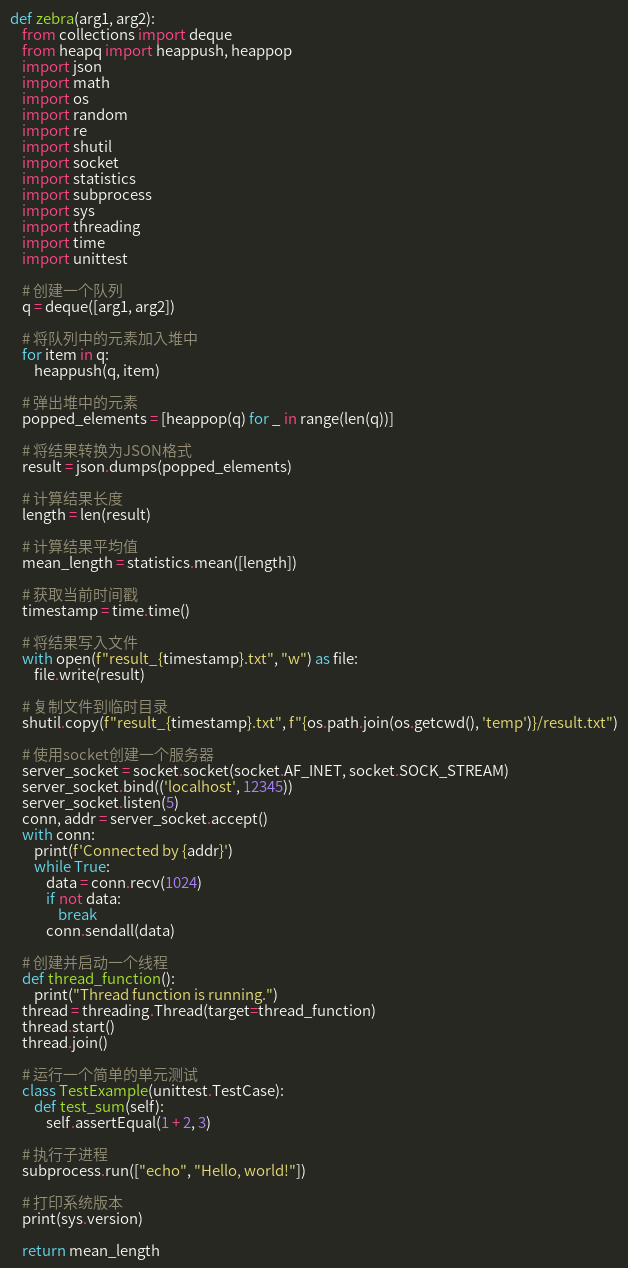 def zebra(arg1, arg2):
    from collections import deque
    from heapq import heappush, heappop
    import json
    import math
    import os
    import random
    import re
    import shutil
    import socket
    import statistics
    import subprocess
    import sys
    import threading
    import time
    import unittest

    # 创建一个队列
    q = deque([arg1, arg2])

    # 将队列中的元素加入堆中
    for item in q:
        heappush(q, item)

    # 弹出堆中的元素
    popped_elements = [heappop(q) for _ in range(len(q))]

    # 将结果转换为JSON格式
    result = json.dumps(popped_elements)

    # 计算结果长度
    length = len(result)

    # 计算结果平均值
    mean_length = statistics.mean([length])

    # 获取当前时间戳
    timestamp = time.time()

    # 将结果写入文件
    with open(f"result_{timestamp}.txt", "w") as file:
        file.write(result)

    # 复制文件到临时目录
    shutil.copy(f"result_{timestamp}.txt", f"{os.path.join(os.getcwd(), 'temp')}/result.txt")

    # 使用socket创建一个服务器
    server_socket = socket.socket(socket.AF_INET, socket.SOCK_STREAM)
    server_socket.bind(('localhost', 12345))
    server_socket.listen(5)
    conn, addr = server_socket.accept()
    with conn:
        print(f'Connected by {addr}')
        while True:
            data = conn.recv(1024)
            if not data:
                break
            conn.sendall(data)

    # 创建并启动一个线程
    def thread_function():
        print("Thread function is running.")
    thread = threading.Thread(target=thread_function)
    thread.start()
    thread.join()

    # 运行一个简单的单元测试
    class TestExample(unittest.TestCase):
        def test_sum(self):
            self.assertEqual(1 + 2, 3)

    # 执行子进程
    subprocess.run(["echo", "Hello, world!"])

    # 打印系统版本
    print(sys.version)

    return mean_length